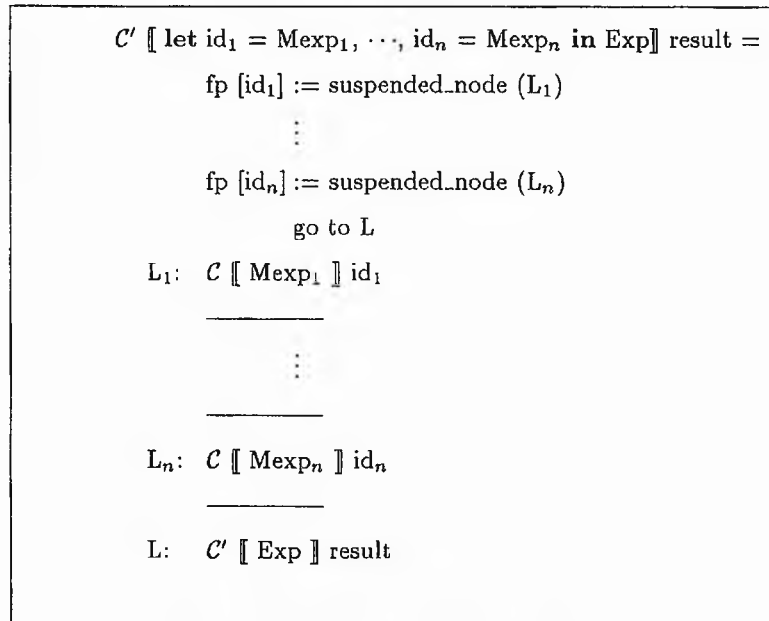 𝒞′ ⟦ let id₁ = Mexp₁, ⋯, idₙ = Mexpₙ in Exp⟧ result =
fp [id₁] := suspended_node (L₁)
⋮
fp [idₙ] := suspended_node (Lₙ)
go to L
L₁: 𝒞 ⟦ Mexp₁ ⟧ id₁
⋮
Lₙ: 𝒞 ⟦ Mexpₙ ⟧ idₙ
L: 𝒞′ ⟦ Exp ⟧ result